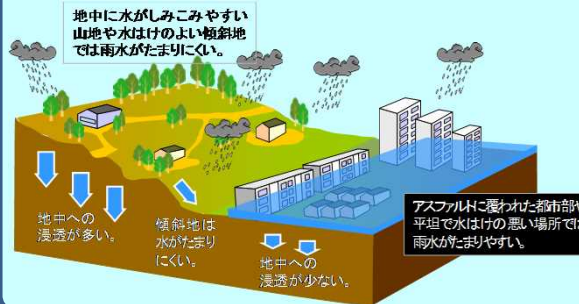 地中に水がしみこみやすい
山地や水はけのよい傾斜地
では雨水がたまりにくい。
地中への
浸透が多い。
傾斜地は
水がたまり
にくい。
地中への
浸透が少ない。
アスファルトに覆われた都市部や
平坦で水はけの悪い場所では
雨水がたまりやすい。